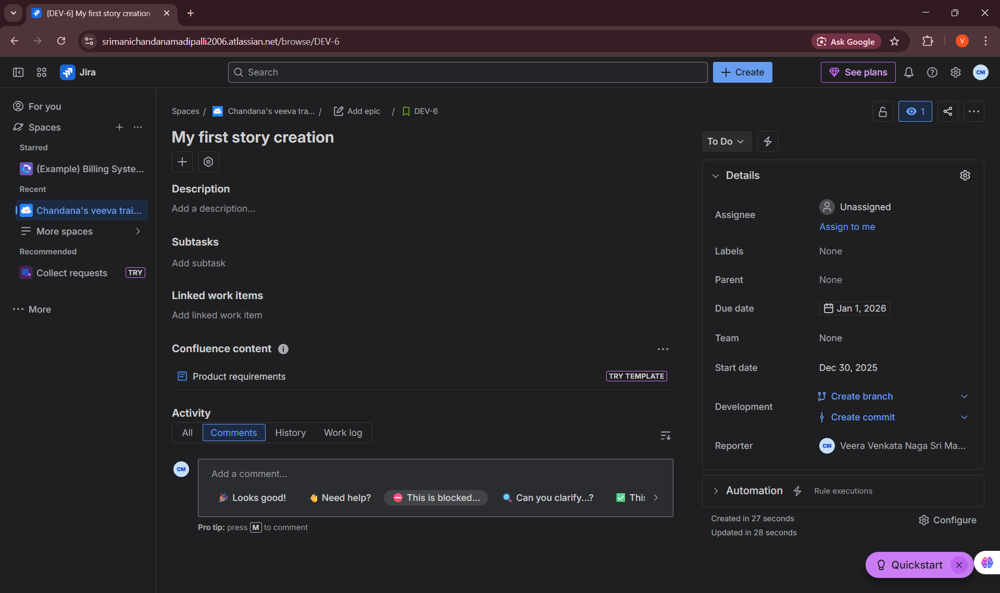 [DEV-6] My first story creation -
srimanichandanamadipalli2006.atlassian.net/browse/DEV-6
Ask Google
V
Jira
Search
Create
See plans
CM
For you
Spaces
Starred
(Example) Billing Syste...
Recent
Chandana's veeva trai...
More spaces
Recommended
Collect requests TRY
More
Spaces / Chandana's veeva tra... / Add epic / DEV-6
1
My first story creation
Description
Add a description...
Subtasks
Add subtask
Linked work items
Add linked work item
Confluence content
Product requirements TRY TEMPLATE
Activity
All Comments History Work log
CM
Add a comment...
Looks good! Need help? This is blocked... Can you clarify...? This
Pro tip: press M to comment
To Do
Details
Assignee Unassigned
Assign to me
Labels None
Parent None
Due date Jan 1, 2026
Team None
Start date Dec 30, 2025
Development Create branch
Create commit
Reporter CM Veera Venkata Naga Sri Ma...
Automation Rule executions
Created in 27 seconds
Updated in 28 seconds
Configure
Quickstart